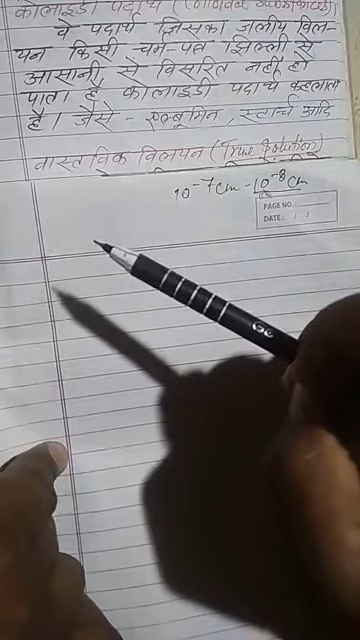 कोलाइडी पदार्थ (
वे पदार्थ जिसका जलीय विल-
यन किसी चर्म-पत्र झिल्ली से
आसानी से विसरित नहीं हो
पाता है कोलाइडी पदार्थ कहलाता
है। जैसे - एल्बूमिन, स्टार्च आदि
वास्तविक विलयन (True Solution)
10⁻⁷cm - 10⁻⁸cm
PAGE NO.:
DATE: / /